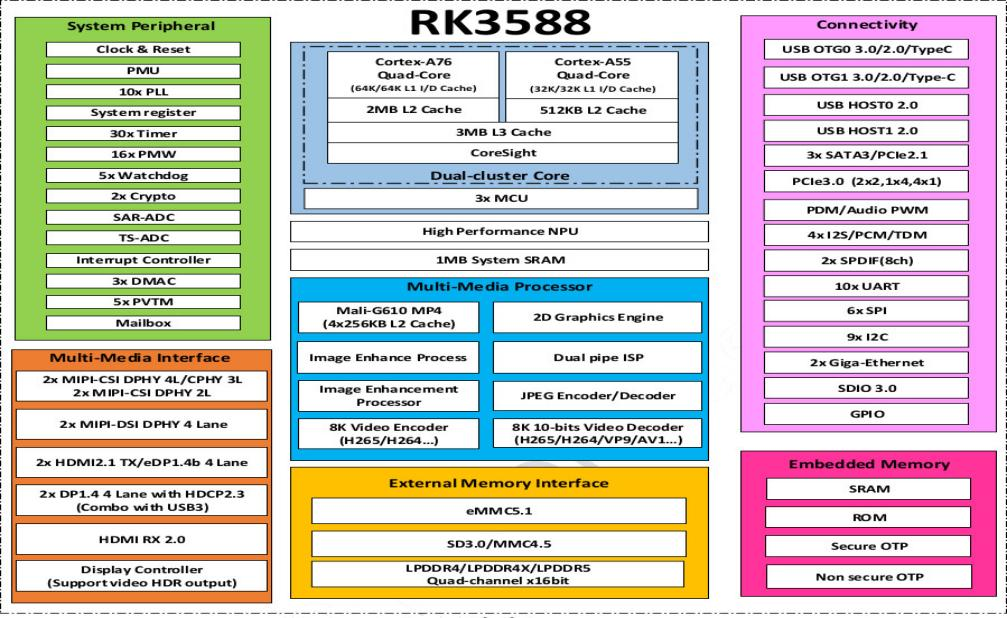 RK3588
System Peripheral
Clock & Reset
PMU
10x PLL
System register
30x Timer
16x PMW
5x Watchdog
2x Crypto
SAR-ADC
TS-ADC
Interrupt Controller
3x DMAC
5x PVTM
Mailbox
Multi-Media Interface
2x MIPI-CSI DPHY 4L/CPHY 3L
2x MIPI-CSI DPHY 2L
2x MIPI-DSI DPHY 4 Lane
2x HDMI2.1 TX/eDP1.4b 4 Lane
2x DP1.4 4 Lane with HDCP2.3
(Combo with USB3)
HDMI RX 2.0
Display Controller
(Support video HDR output)
Cortex-A76
Quad-Core
(64K/64K L1 I/D Cache)
2MB L2 Cache
Cortex-A55
Quad-Core
(32K/32K L1 I/D Cache)
512KB L2 Cache
3MB L3 Cache
CoreSight
Dual-cluster Core
3x MCU
High Performance NPU
1MB System SRAM
Multi-Media Processor
Mali-G610 MP4
(4x256KB L2 Cache)
2D Graphics Engine
Image Enhance Process
Dual pipe ISP
Image Enhancement
Processor
JPEG Encoder/Decoder
8K Video Encoder
(H265/H264...)
8K 10-bits Video Decoder
(H265/H264/VP9/AV1...)
External Memory Interface
eMMC5.1
SD3.0/MMC4.5
LPDDR4/LPDDR4X/LPDDR5
Quad-channel x16bit
Connectivity
USB OTG0 3.0/2.0/TypeC
USB OTG1 3.0/2.0/Type-C
USB HOST0 2.0
USB HOST1 2.0
3x SATA3/PCIe2.1
PCIe3.0 (2x2,1x4,4x1)
PDM/Audio PWM
4x I2S/PCM/TDM
2x SPDIF(8ch)
10x UART
6x SPI
9x I2C
2x Giga-Ethernet
SDIO 3.0
GPIO
Embedded Memory
SRAM
ROM
Secure OTP
Non secure OTP